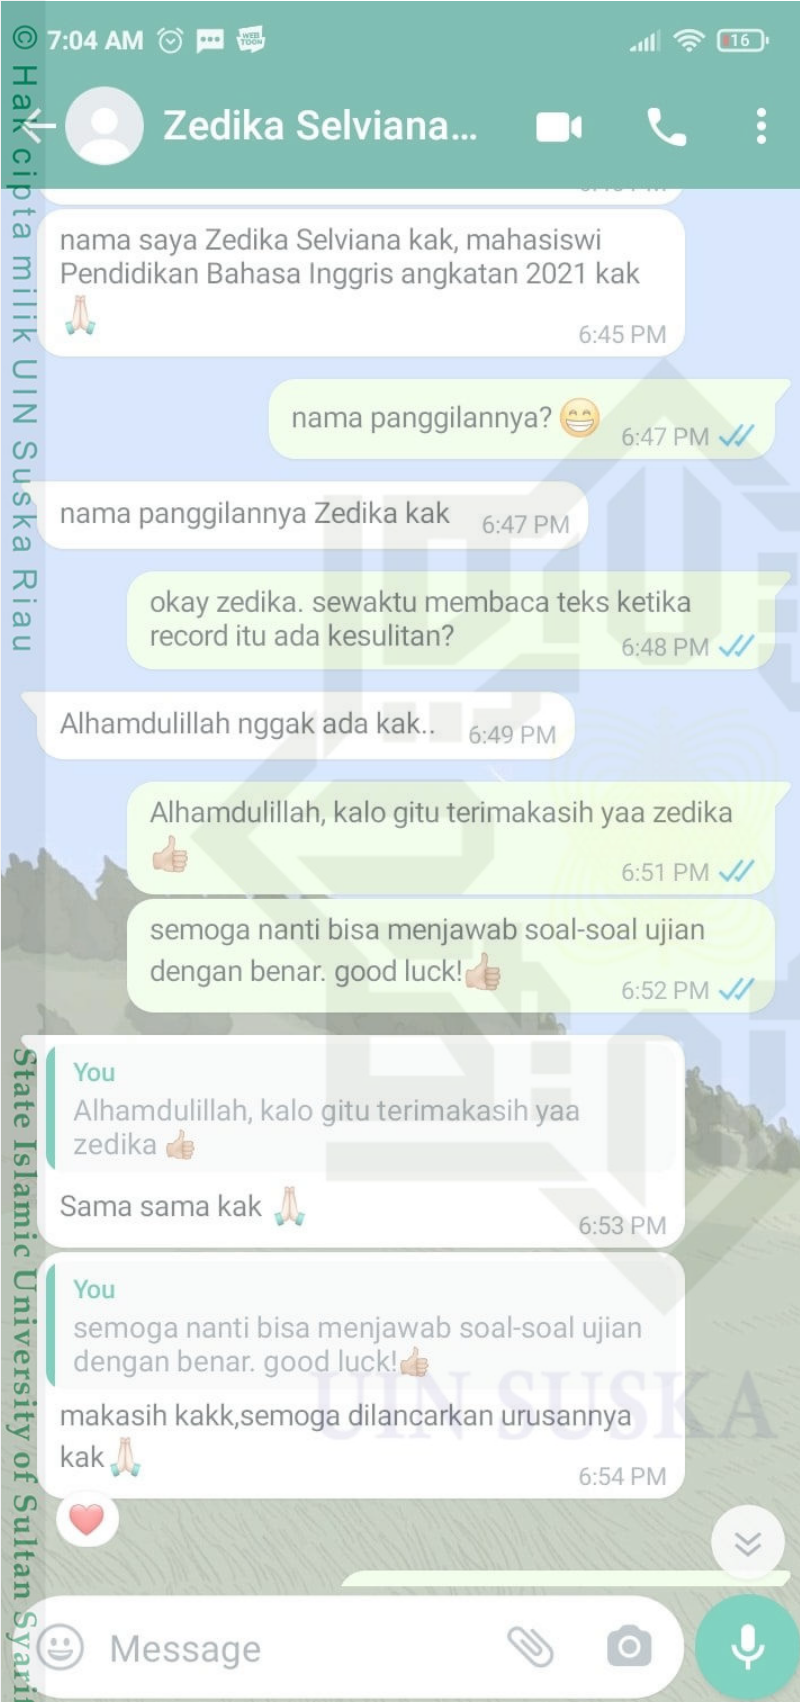 7:04 AM
WEB
TOON
16
Zedika Selviana...
nama saya Zedika Selviana kak, mahasiswi
Pendidikan Bahasa Inggris angkatan 2021 kak
🙏🏻
6:45 PM
nama panggilannya? 😁
6:47 PM
nama panggilannya Zedika kak
6:47 PM
okay zedika. sewaktu membaca teks ketika
record itu ada kesulitan?
6:48 PM
Alhamdulillah nggak ada kak..
6:49 PM
Alhamdulillah, kalo gitu terimakasih yaa zedika
👍🏼
6:51 PM
semoga nanti bisa menjawab soal-soal ujian
dengan benar. good luck!👍🏼
6:52 PM
You
Alhamdulillah, kalo gitu terimakasih yaa
zedika 👍🏼
Sama sama kak 🙏🏻
6:53 PM
You
semoga nanti bisa menjawab soal-soal ujian
dengan benar. good luck!👍🏼
makasih kakk,semoga dilancarkan urusannya
kak 🙏🏻
6:54 PM
❤️
Message
© Hak cipta milik UIN Suska Riau
State Islamic University of Sultan Syarif
UIN SUSKA